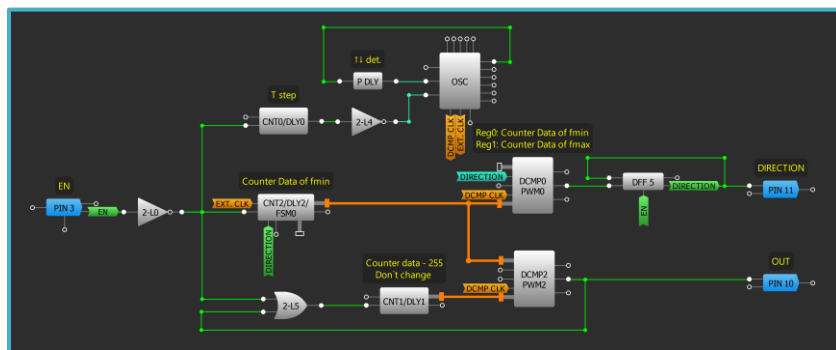 ↑↓ det.
P DLY
OSC
T step
CNT0/DLY0
2-L4
DCMP CLK
EXT. CLK
Reg0: Counter Data of fmin
Reg1: Counter Data of fmax
EN
PIN 3
EN
2-L0
Counter Data of fmin
EXT. CLK
CNT2/DLY2/
FSM0
DIRECTION
DIRECTION
DCMP CLK
DCMP0
PWM0
DFF 5
EN
DIRECTION
DIRECTION
PIN 11
Counter data - 255
Don`t change
2-L5
CNT1/DLY1
DCMP CLK
DCMP2
PWM2
OUT
PIN 10